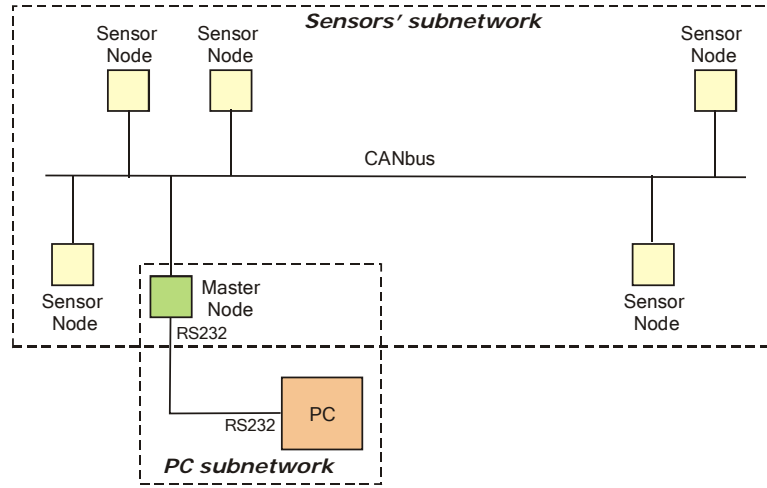 Sensors' subnetwork
Sensor
Node
Sensor
Node
Sensor
Node
CANbus
Sensor
Node
Master
Node
Sensor
Node
RS232
RS232
PC
PC subnetwork